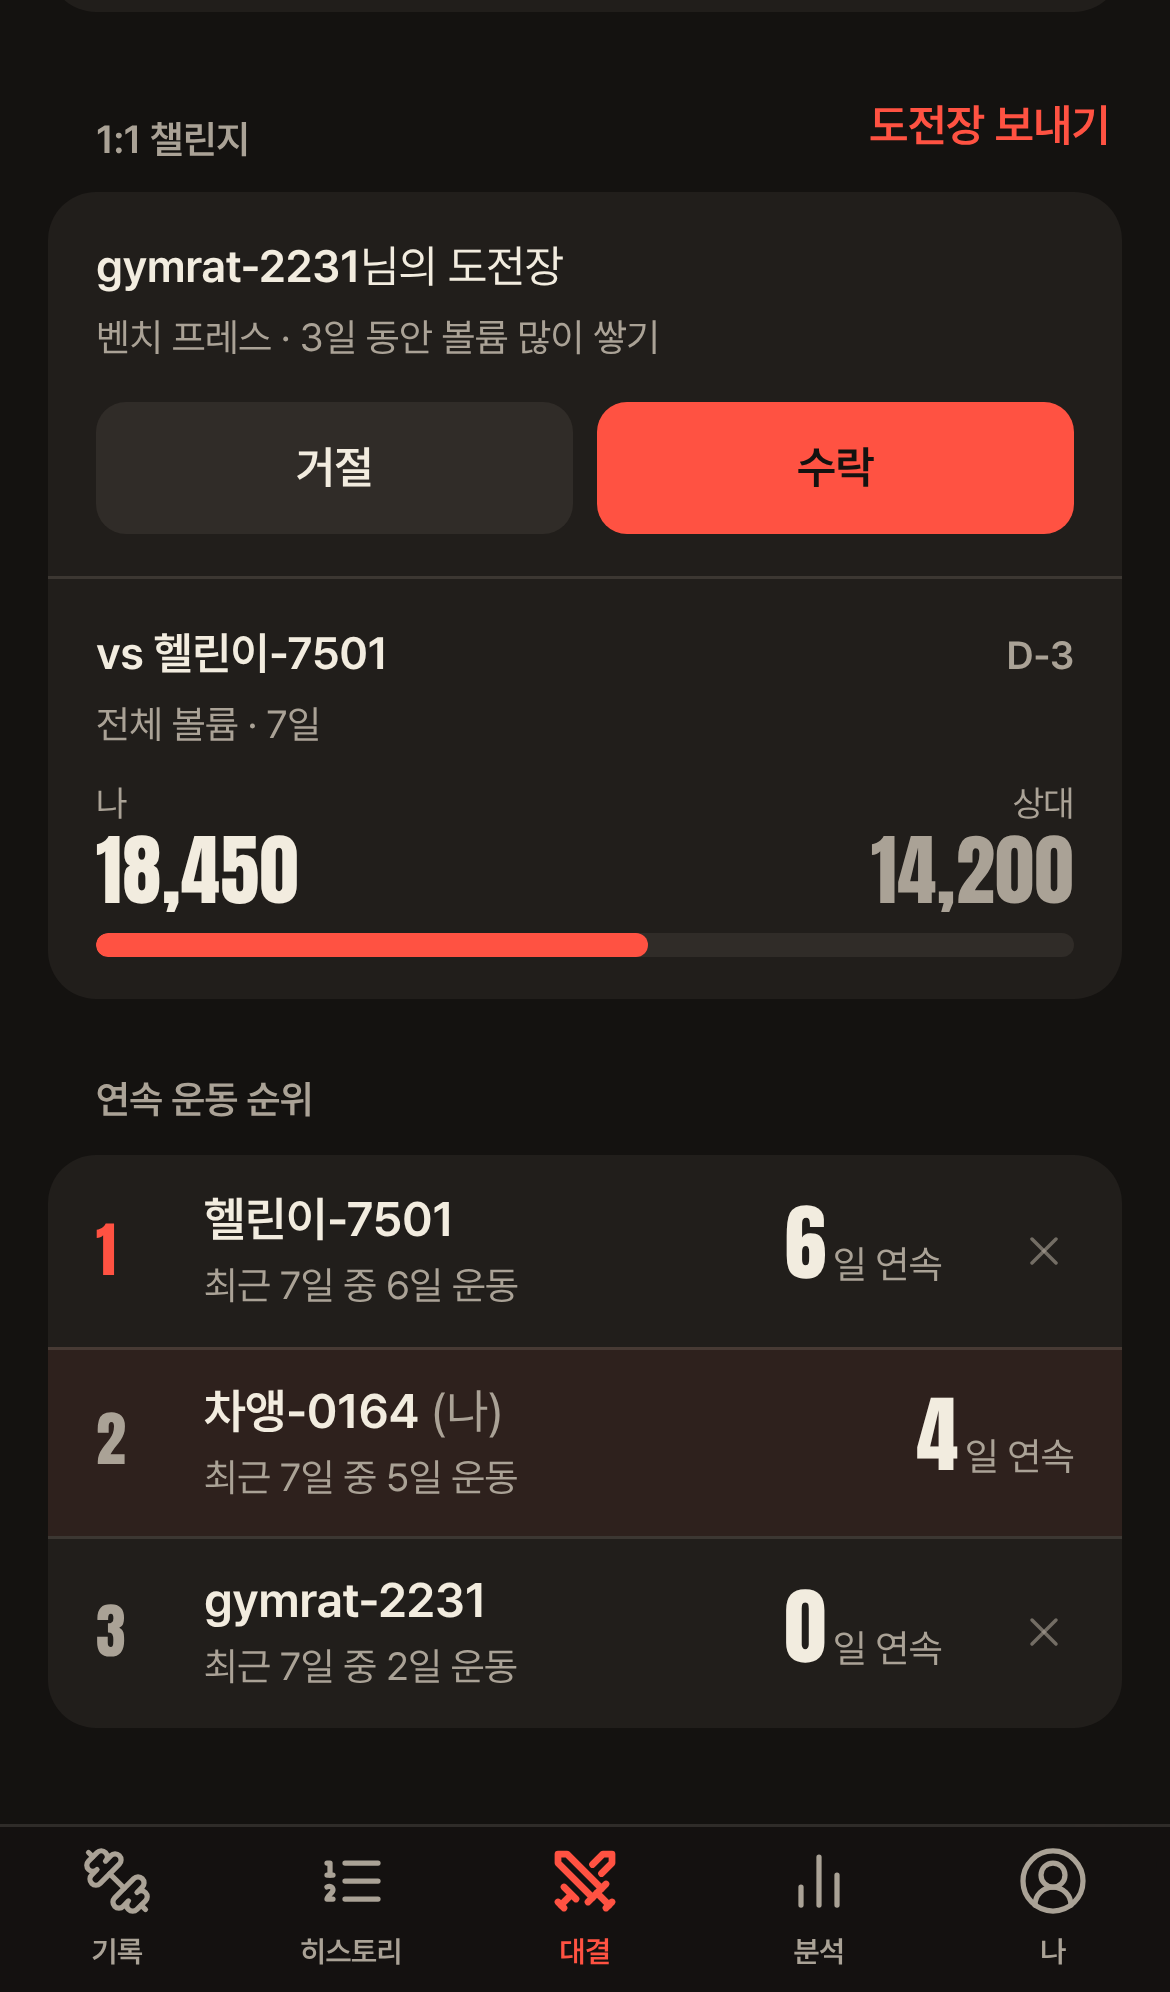 1:1 챌린지
도전장 보내기
gymrat-2231님의 도전장
벤치 프레스 · 3일 동안 볼륨 많이 쌓기
거절
수락
vs 헬린이-7501
D-3
전체 볼륨 · 7일
나
상대
18,450
14,200
연속 운동 순위
1
헬린이-7501
최근 7일 중 6일 운동
6일 연속
2
차앵-0164 (나)
최근 7일 중 5일 운동
4일 연속
3
gymrat-2231
최근 7일 중 2일 운동
0일 연속
기록
히스토리
대결
분석
나